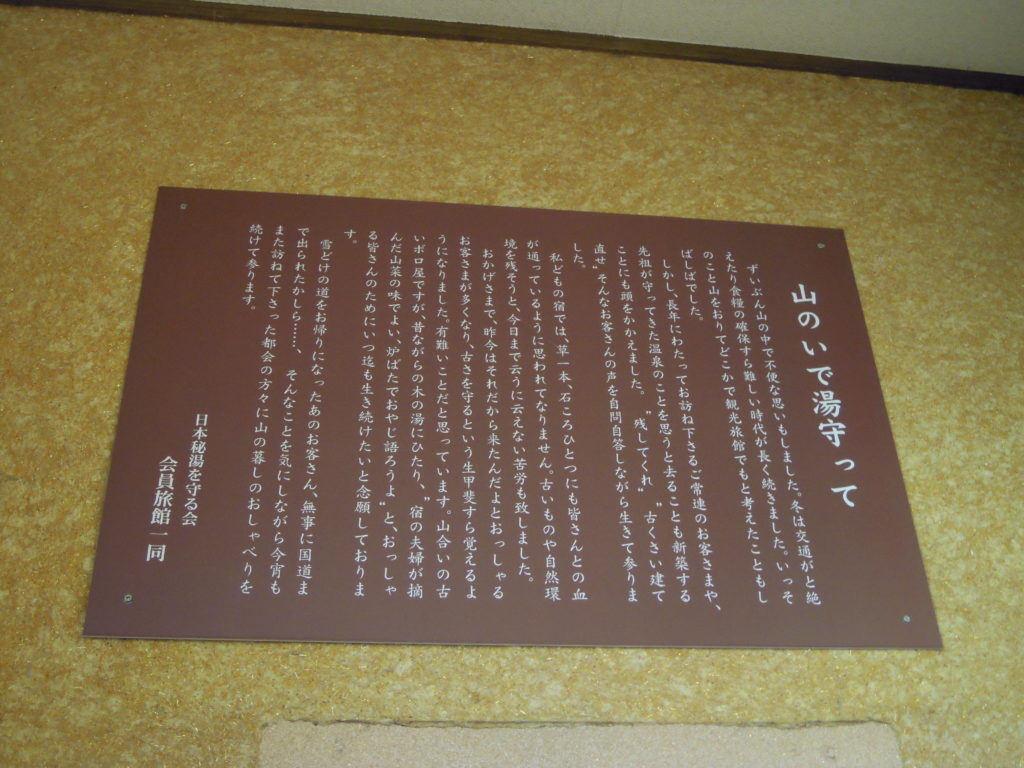 山のいで湯守って
ずいぶん山の中で不便な思いもしました。冬は交通がと絶
えたり食糧の確保すら難しい時代が長く続きました。いっそ
のこと山をおりてどこかで観光旅館でもと考えたこともし
ばしばでした。
しかし、長年にわたってお訪ね下さるご常連のお客さまや、
先祖が守ってきた温泉のことを思うと去ることも新築する
ことにも頭をかかえました。〝残してくれ〟〝古くさい建て
直せ〟そんなお客さんの声を自問自答しながら生きて参りま
した。
私どもの宿では、草一本、石ころひとつにも皆さんとの血
が通っているように思われてなりません。古いものや自然環
境を残そうと、今日まで云うに云えない苦労も致しました。
おかげさまで、昨今はそれだから来たんだよとおっしゃる
お客さまが多くなり、古さを守るという生甲斐すら覚えるよ
うになりました。有難いことだと思っています。山合いの古
いボロ屋ですが、昔ながらの木の湯にひたり、〝宿の夫婦が摘
んだ山菜の味でよい、炉ばたでおやじ語ろうよ〟と、おっしゃ
る皆さんのためにいつ迄も生き続けたいと念願しておりま
す。
雪どけの道をお帰りになったあのお客さん、無事に国道ま
で出られたかしら……、そんなことを気にしながら今宵も
また訪ねて下さった都会の方々に山の暮しのおしゃべりを
続けて参ります。
日本秘湯を守る会
会員旅館一同